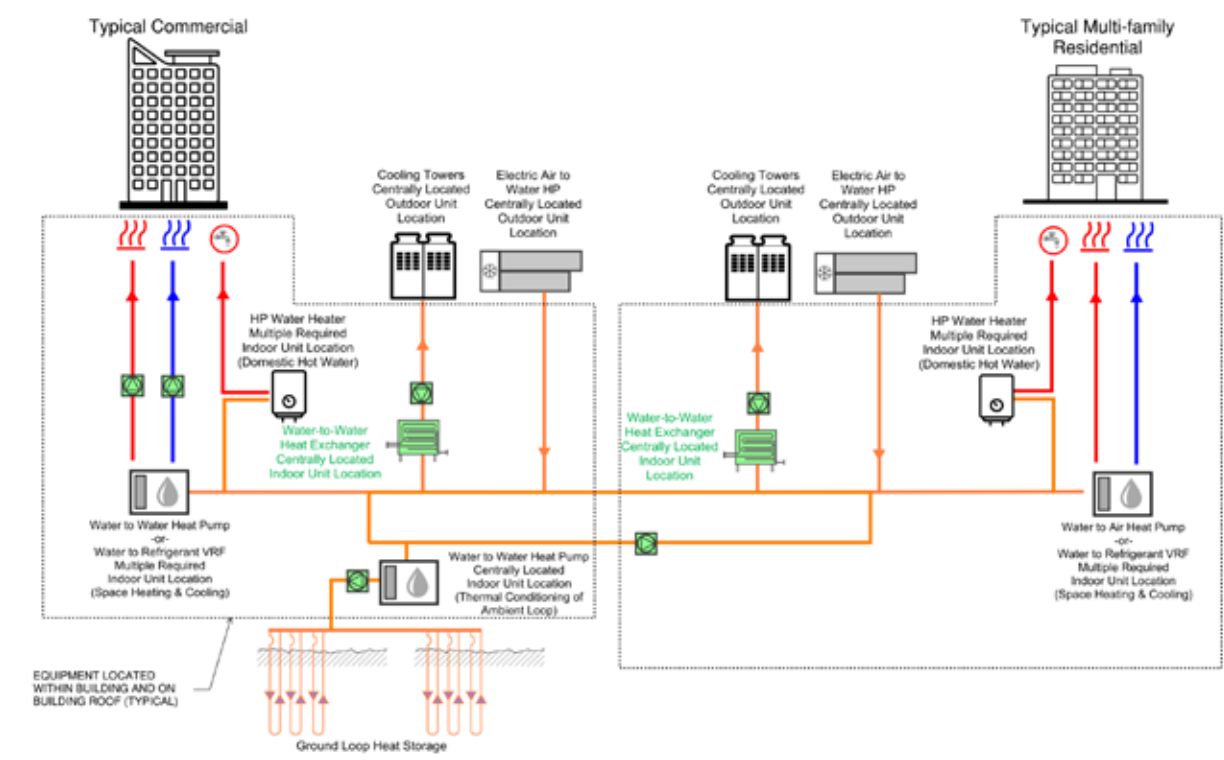 Typical Commercial
Typical Multi-family
Residential
Cooling Towers
Centrally Located
Outdoor Unit
Location
Electric Air to
Water HP
Centrally Located
Outdoor Unit
Location
Cooling Towers
Centrally Located
Outdoor Unit
Location
Electric Air to
Water HP
Centrally Located
Outdoor Unit
Location
HP Water Heater
Multiple Required
Indoor Unit Location
(Domestic Hot Water)
HP Water Heater
Multiple Required
Indoor Unit Location
(Domestic Hot Water)
Water-to-Water
Heat Exchanger
Centrally Located
Indoor Unit Location
Water-to-Water
Heat Exchanger
Centrally Located
Indoor Unit
Location
Water to Water Heat Pump
-or-
Water to Refrigerant VRF
Multiple Required
Indoor Unit Location
(Space Heating & Cooling)
Water to Water Heat Pump
Centrally Located
Indoor Unit Location
(Thermal Conditioning of
Ambient Loop)
Water to Air Heat Pump
-or-
Water to Refrigerant VRF
Multiple Required
Indoor Unit Location
(Space Heating & Cooling)
EQUIPMENT LOCATED
WITHIN BUILDING AND ON
BUILDING ROOF (TYPICAL)
Ground Loop Heat Storage